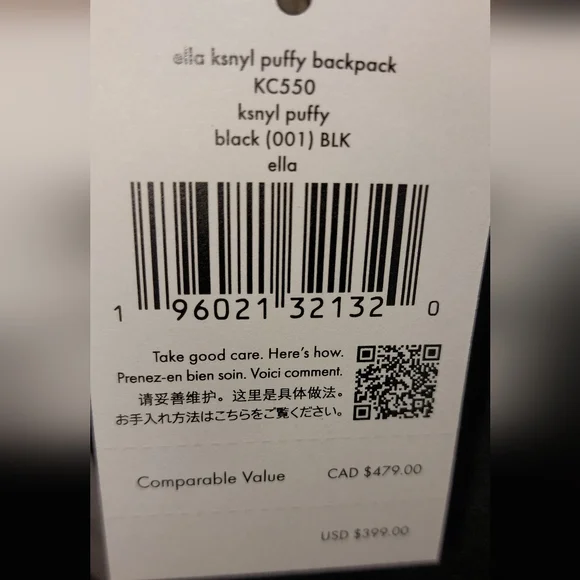 ella ksnyl puffy backpack
KC550
ksnyl puffy
black (001) BLK
ella
1 96021 32132 0
Take good care. Here's how.
Prenez-en bien soin. Voici comment.
请妥善维护。这里是具体做法。
お手入れ方法はこちらをご覧ください。
Comparable Value CAD $479.00
USD $399.00